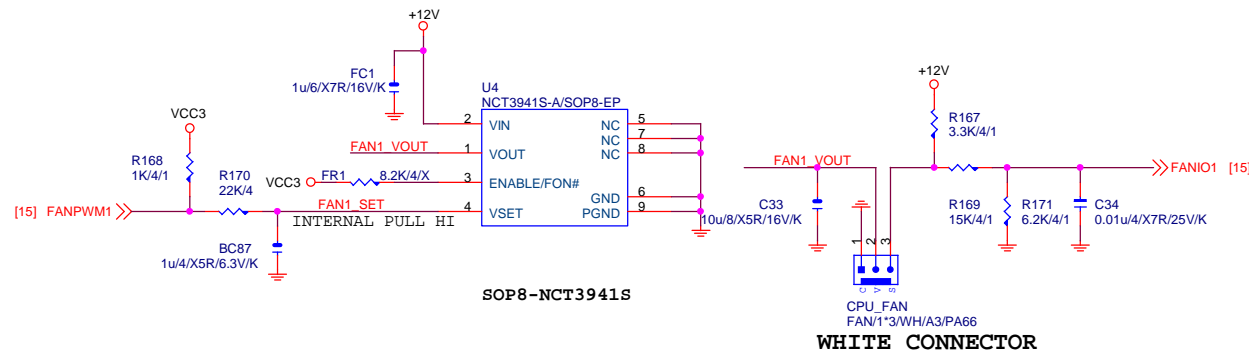 +12V
FC1
1u/6/X7R/16V/K
U4
NCT3941S-A/SOP8-EP
VCC3
R168
1K/4/1
R170
22K/4
[15] FANPWM1
BC87
1u/4/X5R/6.3V/K
FAN1_SET
INTERNAL PULL HI
VCC3
FR1
8.2K/4/X
FAN1_VOUT
2 VIN
1 VOUT
3 ENABLE/FON#
4 VSET
NC 5
NC 7
NC 8
GND 6
PGND 9
SOP8-NCT3941S
+12V
R167
3.3K/4/1
FAN1_VOUT
FANIO1 [15]
C33
10u/8/X5R/16V/K
R169
15K/4/1
R171
6.2K/4/1
C34
0.01u/4/X7R/25V/K
1 2 3
C V S
CPU_FAN
FAN/1*3/WH/A3/PA66
WHITE CONNECTOR